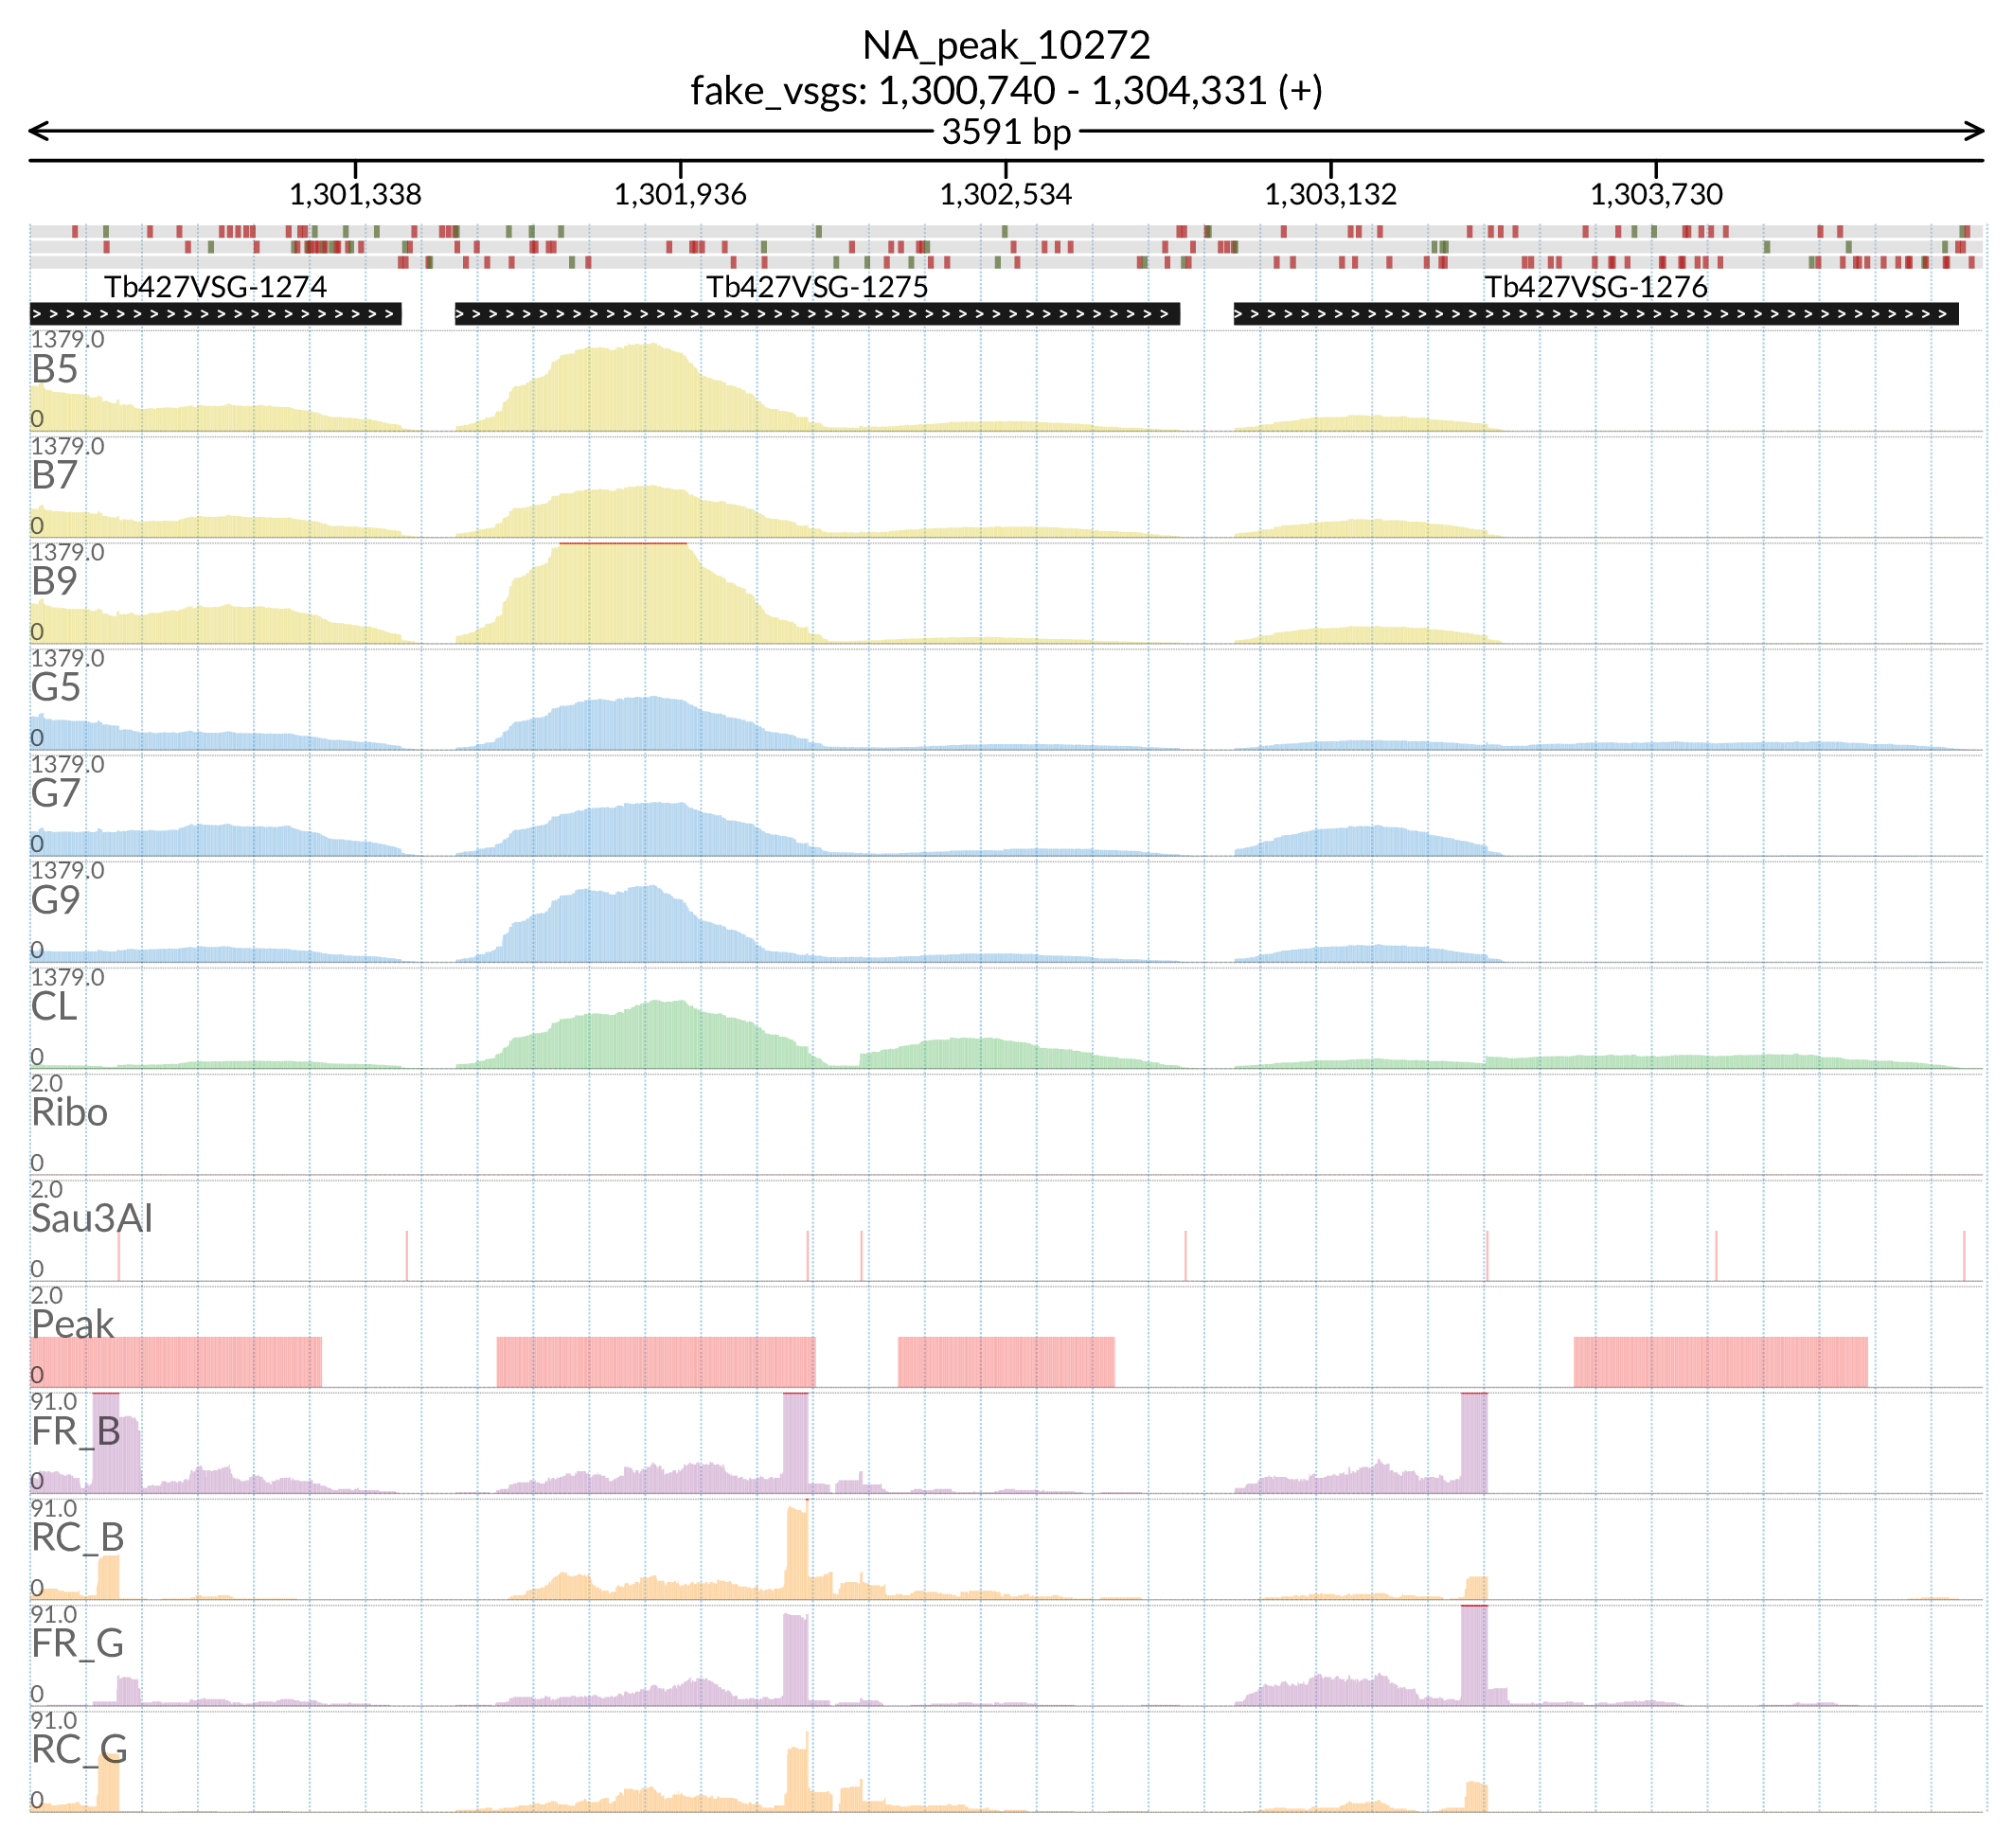 NA_peak_10272
fake_vsgs: 1,300,740 - 1,304,331 (+)
3591 bp
1,301,338 1,301,936 1,302,534 1,303,132 1,303,730
Tb427VSG-1274 Tb427VSG-1275 Tb427VSG-1276
1379.0
B5
0
1379.0
B7
0
1379.0
B9
0
1379.0
G5
0
1379.0
G7
0
1379.0
G9
0
1379.0
CL
0
2.0
Ribo
0
2.0
Sau3AI
0
2.0
Peak
0
91.0
FR_B
0
91.0
RC_B
0
91.0
FR_G
0
91.0
RC_G
0